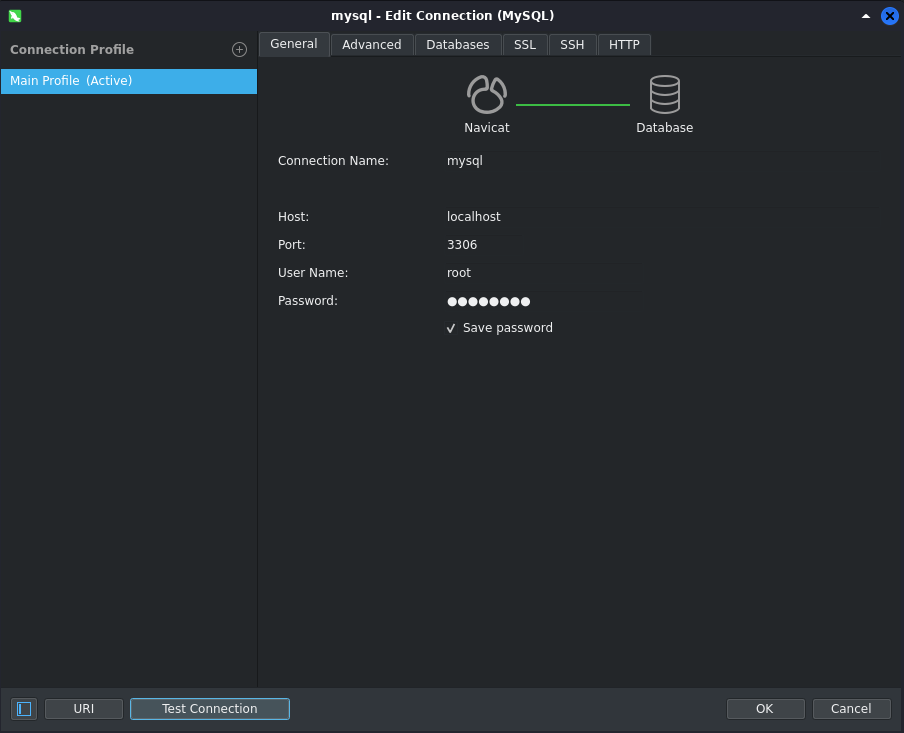 mysql - Edit Connection (MySQL)
Connection Profile
Main Profile (Active)
General Advanced Databases SSL SSH HTTP
Navicat Database
Connection Name: mysql
Host: localhost
Port: 3306
User Name: root
Password: ●●●●●●●●
✓ Save password
URI Test Connection OK Cancel